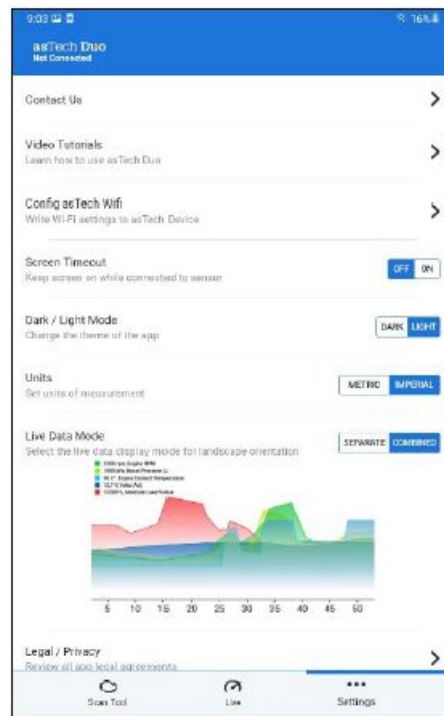 9:03
16%
asTech Duo
Not Connected
Contact Us
Video Tutorials
Learn how to use asTech Duo
Config asTech Wifi
Write Wi-Fi settings to asTech Device
Screen Timeout
Keep screen on while connected to sensor
OFF ON
Dark / Light Mode
Change the theme of the app
DARK LIGHT
Units
Set units of measurement
METRIC IMPERIAL
Live Data Mode
Select the live data display mode for landscape orientation
SEPARATE COMBINED
5 10 15 20 25 30 35 40 45 50
Legal / Privacy
Review all app legal agreements
Scan Tool Live Settings